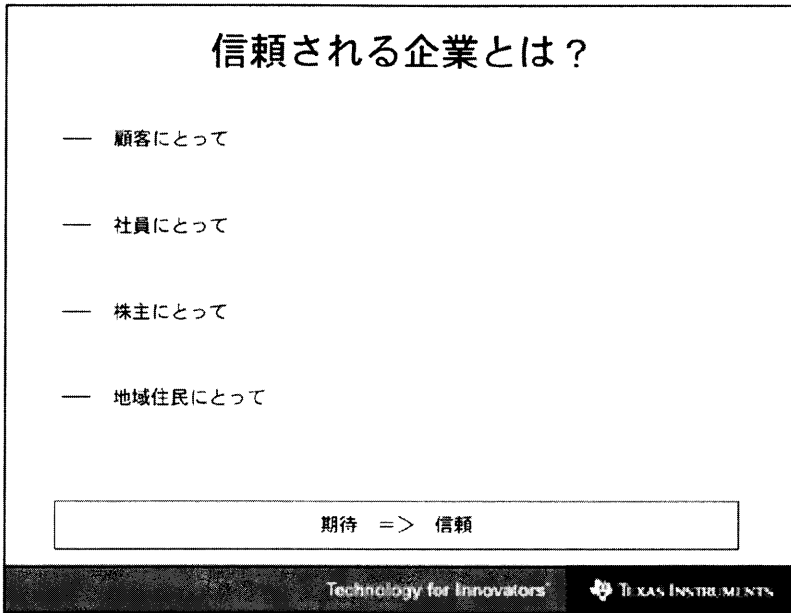 信頼される企業とは？
― 顧客にとって
― 社員にとって
― 株主にとって
― 地域住民にとって
期待 ＝＞ 信頼
Technology for Innovators™
TEXAS INSTRUMENTS